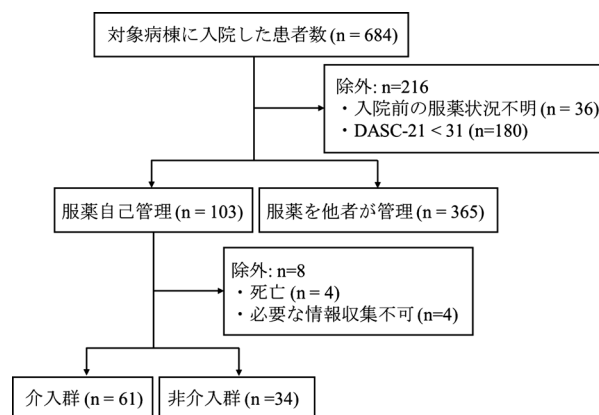 対象病棟に入院した患者数 (n = 684)
除外: n=216
・入院前の服薬状況不明 (n = 36)
・DASC-21 < 31 (n=180)
服薬自己管理 (n = 103)
服薬を他者が管理 (n = 365)
除外: n=8
・死亡 (n = 4)
・必要な情報収集不可 (n=4)
介入群 (n = 61)
非介入群 (n =34)